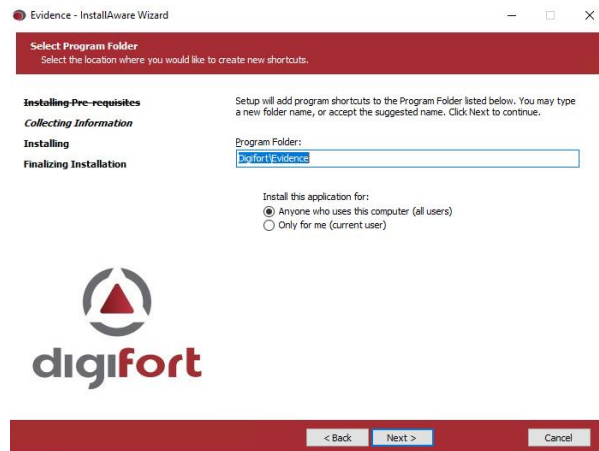 Evidence - InstallAware Wizard
Select Program Folder
Select the location where you would like to create new shortcuts.
Installing Pre-requisites
Collecting Information
Installing
Finalizing Installation
Setup will add program shortcuts to the Program Folder listed below. You may type
a new folder name, or accept the suggested name. Click Next to continue.
Program Folder:
Digifort\Evidence
Install this application for:
Anyone who uses this computer (all users)
Only for me (current user)
digifort
< Back
Next >
Cancel